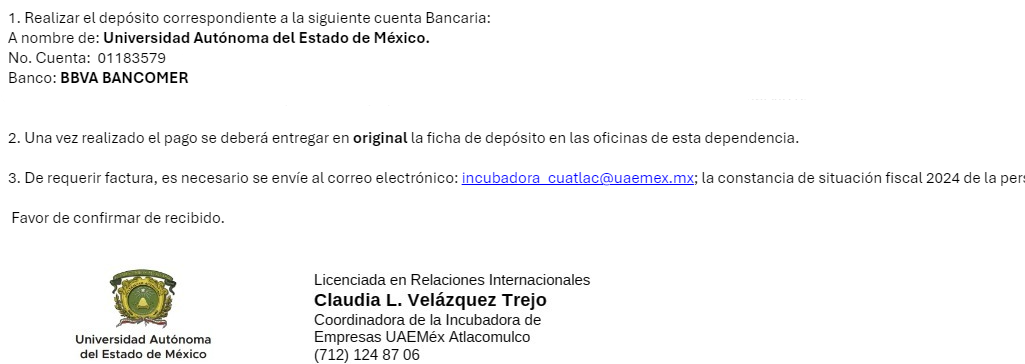 1. Realizar el depósito correspondiente a la siguiente cuenta Bancaria:
A nombre de: Universidad Autónoma del Estado de México.
No. Cuenta: 01183579
Banco: BBVA BANCOMER
2. Una vez realizado el pago se deberá entregar en original la ficha de depósito en las oficinas de esta dependencia.
3. De requerir factura, es necesario se envíe al correo electrónico: incubadora_cuatlac@uaemex.mx; la constancia de situación fiscal 2024 de la pers
Favor de confirmar de recibido.
Universidad Autónoma
del Estado de México
Licenciada en Relaciones Internacionales
Claudia L. Velázquez Trejo
Coordinadora de la Incubadora de
Empresas UAEMéx Atlacomulco
(712) 124 87 06